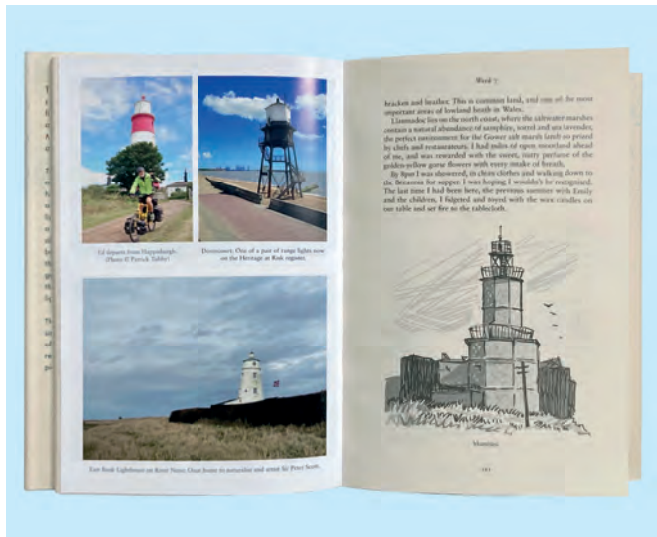 Ed departs from Happisburgh.
(Photo © Patrick Tubby)
Dovercourt: One of a pair of range lights now
on the Heritage at Risk register.
East Bank Lighthouse on River Nene. Once home to naturalist and artist Sir Peter Scott.
Ward
bracken and heather. This is common land, and one of the most
important areas of lowland heath in Wales.
Llanmadoc lies on the north coast, where the saltwater marshes
contain a natural abundance of samphire, sorrel and sea lavender,
the perfect environment for the Gower salt marsh lamb so prized
by chefs and restaurateurs. I had miles of open moorland ahead
of me, and was rewarded with the sweet, nutty perfume of the
golden-yellow gorse flowers with every intake of breath.
By 8pm I was showered, in clean clothes and walking down to
the Britannia for supper. I was hoping I wouldn't be recognised.
The last time I had been here, the previous summer with Emily
and the children, I fidgeted and toyed with the wax candles on
our table and set fire to the tablecloth.